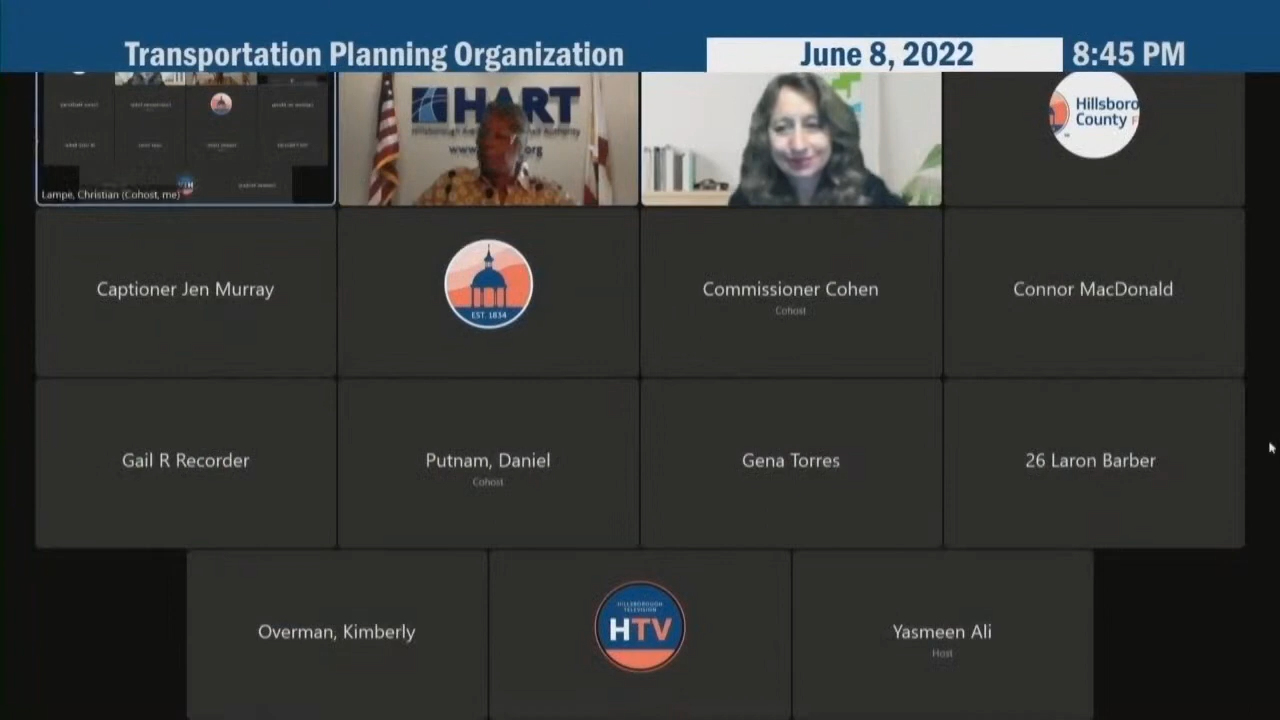 Transportation Planning Organization
June 8, 2022
8:45 PM
Lampe, Christian (Cohost, me)
HART
Hillsborough
Authority
Hillsboro
County
Captioner Jen Murray
EST. 1834
Commissioner Cohen
Cohost
Connor MacDonald
Gail R Recorder
Putnam, Daniel
Cohost
Gena Torres
26 Laron Barber
Overman, Kimberly
HILLSBOROUGH
TELEVISION
HTV
Yasmeen Ali
Host